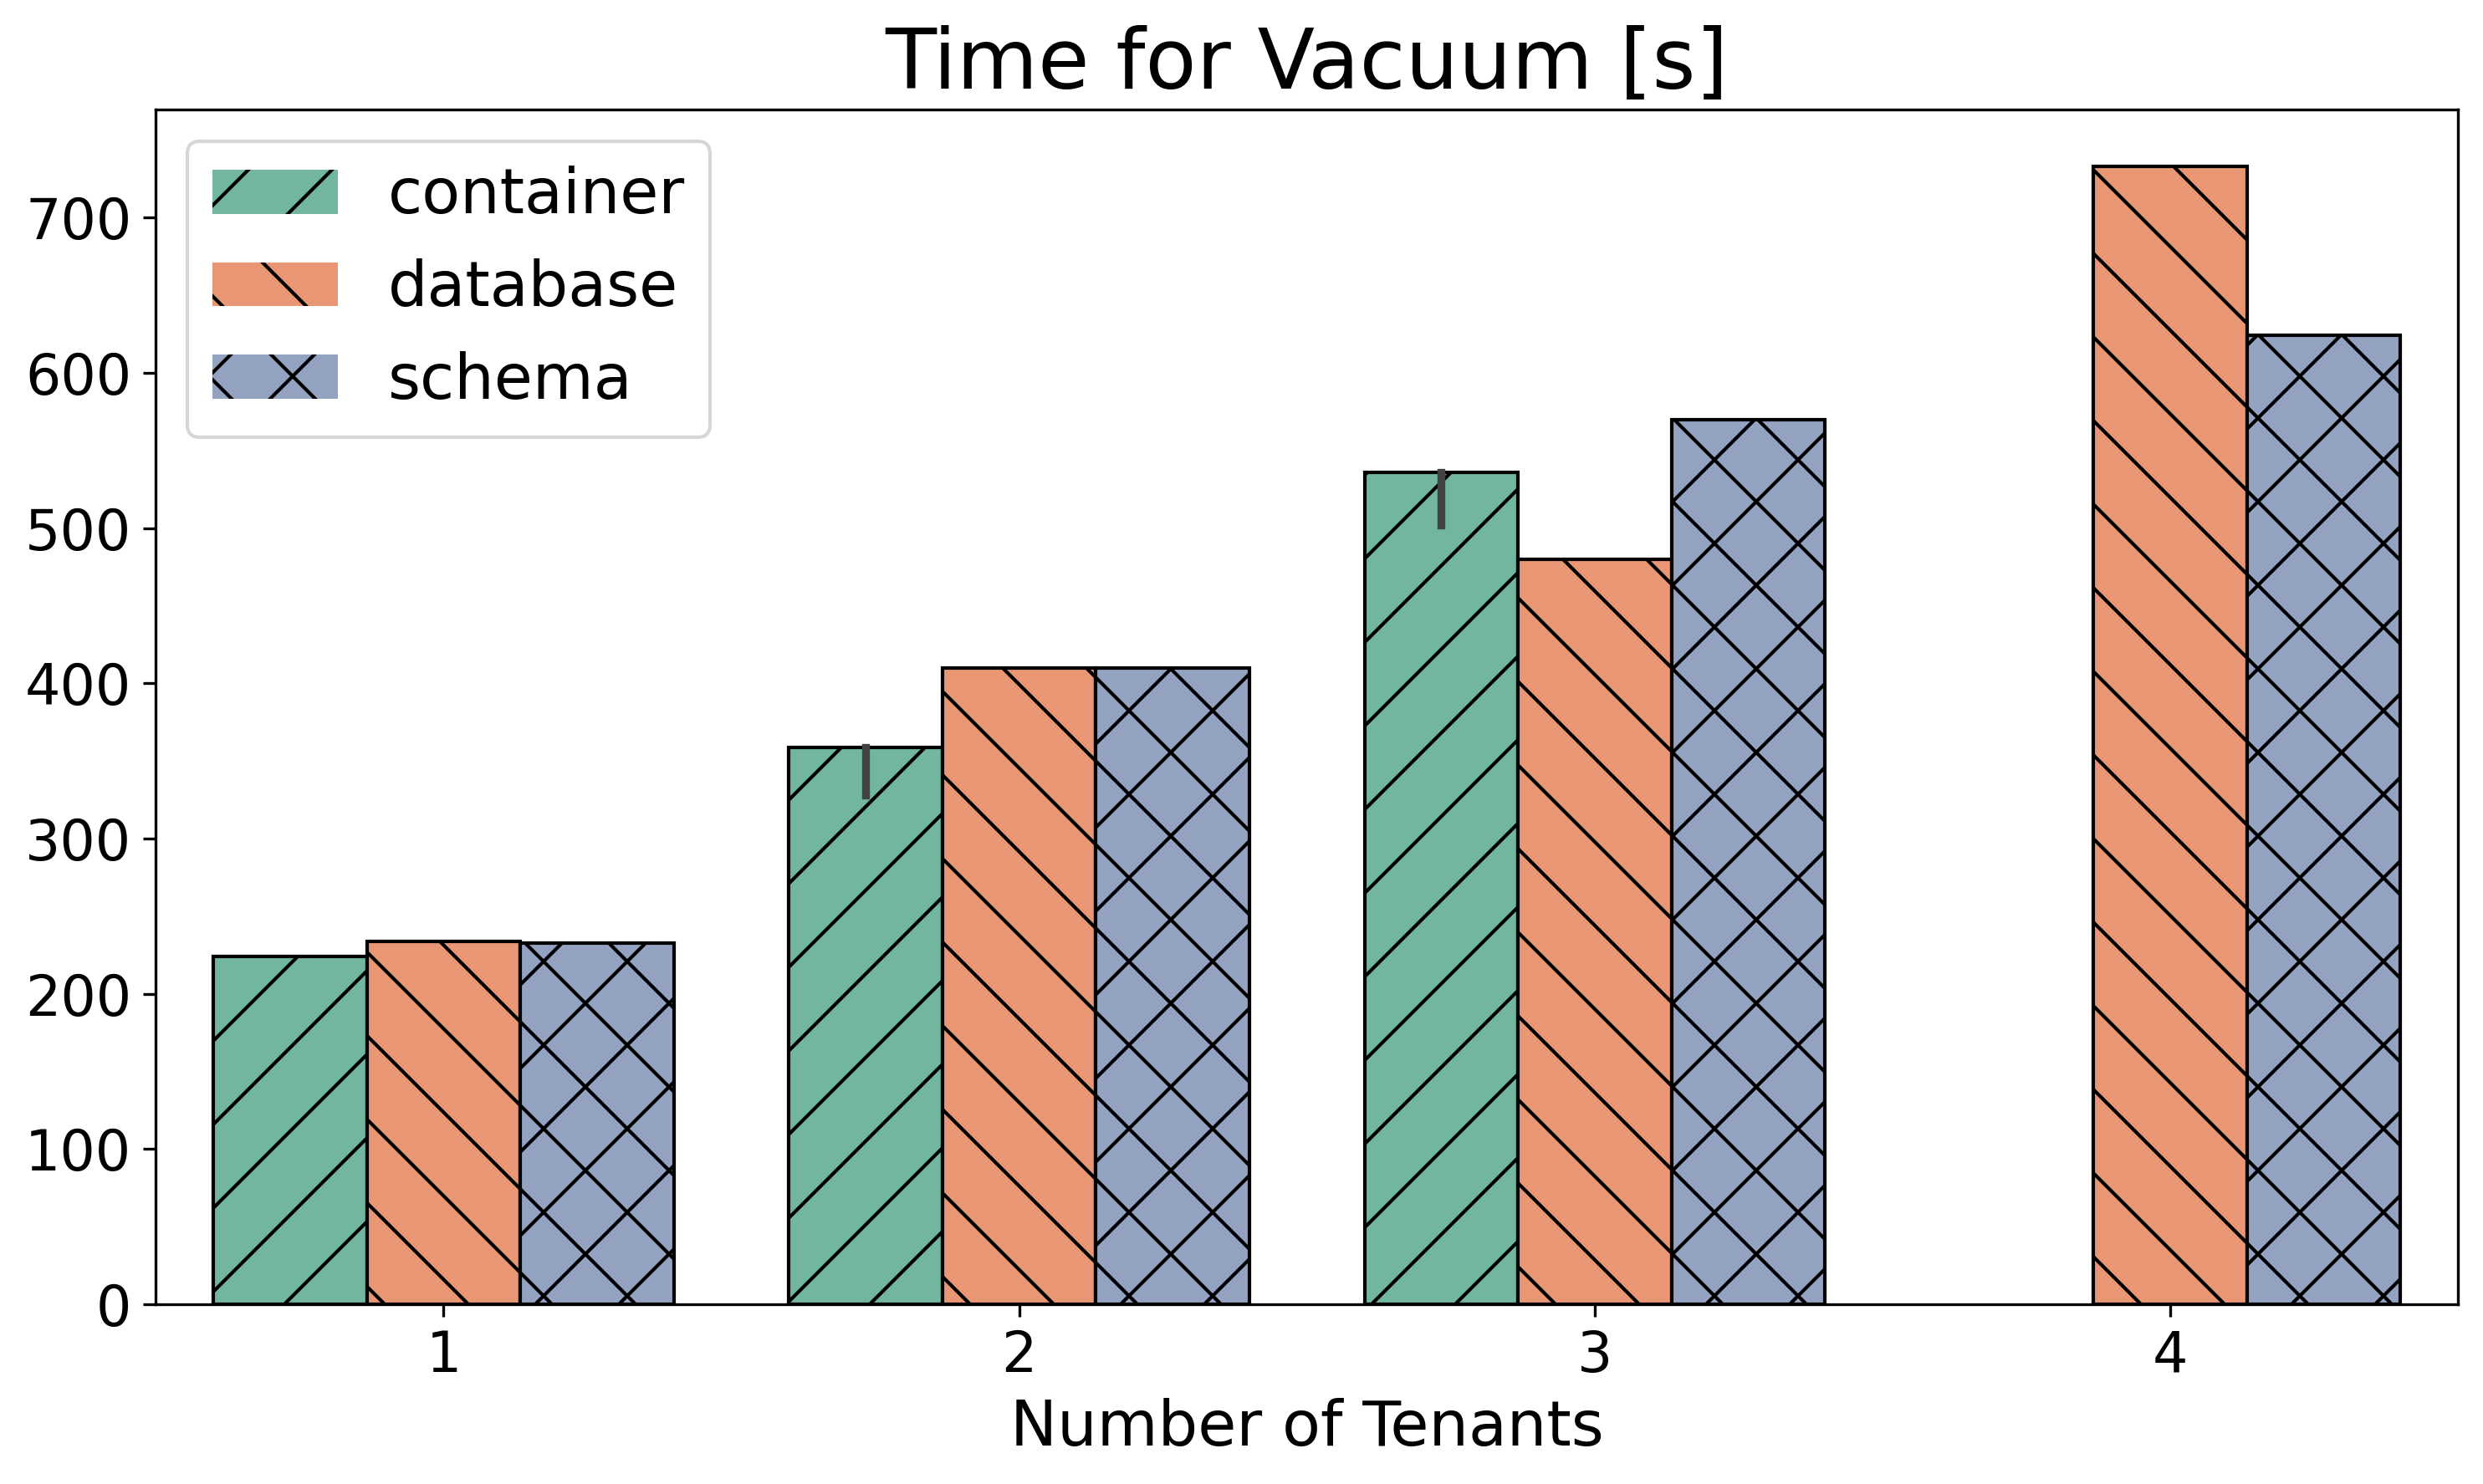 Time for Vacuum [s]
container
database
schema
700
600
500
400
300
200
100
0
1 2 3 4
Number of Tenants